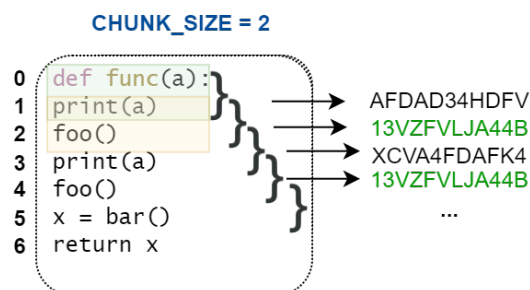 CHUNK_SIZE = 2
0 def func(a):
1 print(a)
2 foo()
3 print(a)
4 foo()
5 x = bar()
6 return x
AFDAD34HDFV
13VZFVLJA44B
XCVA4FDAFK4
13VZFVLJA44B
...